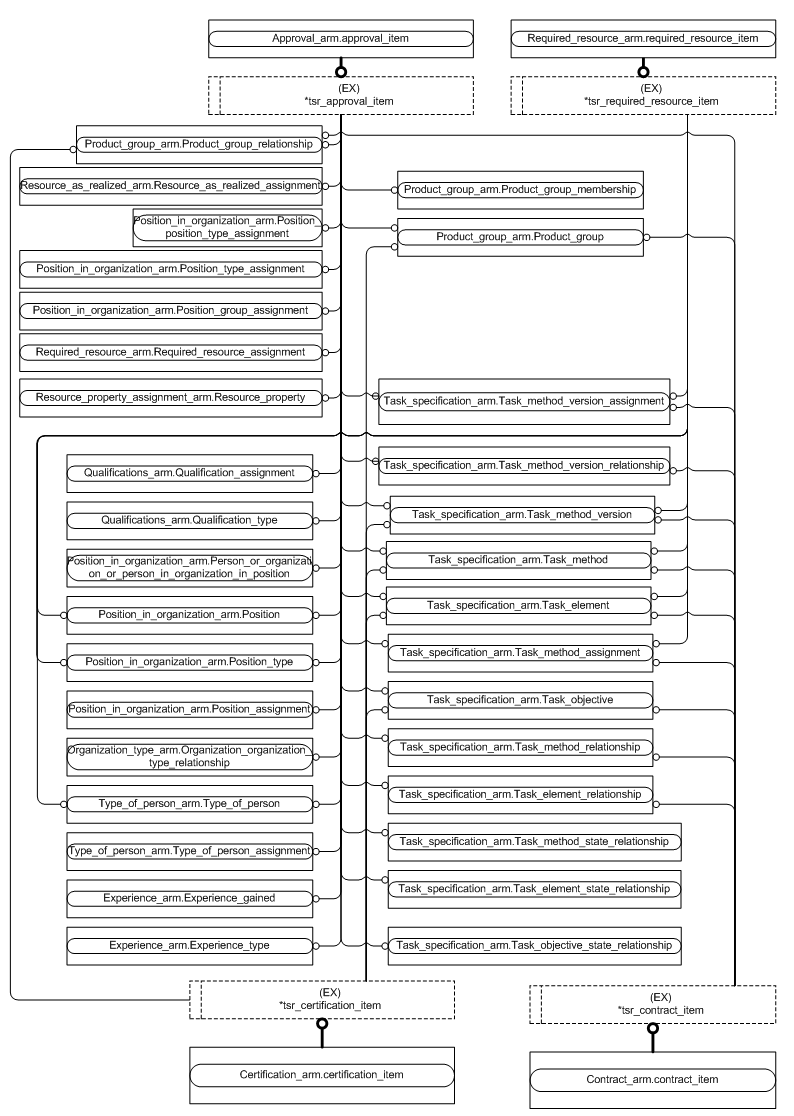 Approval_arm.approval_item
Required_resource_arm.required_resource_item
(EX)
*tsr_approval_item
(EX)
*tsr_required_resource_item
Product_group_arm.Product_group_relationship
Resource_as_realized_arm.Resource_as_realized_assignment
Product_group_arm.Product_group_membership
Position_in_organization_arm.Position_
position_type_assignment
Product_group_arm.Product_group
Position_in_organization_arm.Position_type_assignment
Position_in_organization_arm.Position_group_assignment
Required_resource_arm.Required_resource_assignment
Resource_property_assignment_arm.Resource_property
Task_specification_arm.Task_method_version_assignment
Qualifications_arm.Qualification_assignment
Task_specification_arm.Task_method_version_relationship
Qualifications_arm.Qualification_type
Task_specification_arm.Task_method_version
Position_in_organization_arm.Person_or_organizati
on_or_person_in_organization_in_position
Task_specification_arm.Task_method
Position_in_organization_arm.Position
Task_specification_arm.Task_element
Position_in_organization_arm.Position_type
Task_specification_arm.Task_method_assignment
Position_in_organization_arm.Position_assignment
Task_specification_arm.Task_objective
Organization_type_arm.Organization_organization_
type_relationship
Task_specification_arm.Task_method_relationship
Type_of_person_arm.Type_of_person
Task_specification_arm.Task_element_relationship
Type_of_person_arm.Type_of_person_assignment
Task_specification_arm.Task_method_state_relationship
Experience_arm.Experience_gained
Task_specification_arm.Task_element_state_relationship
Experience_arm.Experience_type
Task_specification_arm.Task_objective_state_relationship
(EX)
*tsr_certification_item
(EX)
*tsr_contract_item
Certification_arm.certification_item
Contract_arm.contract_item